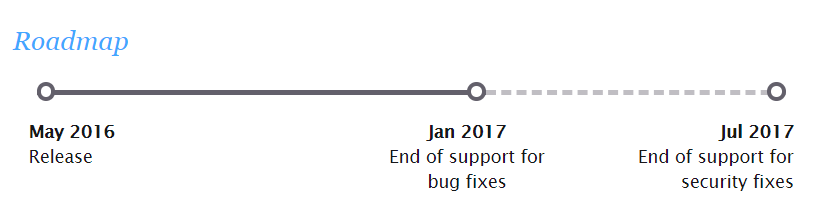 Roadmap
May 2016
Release
Jan 2017
End of support for
bug fixes
Jul 2017
End of support for
security fixes